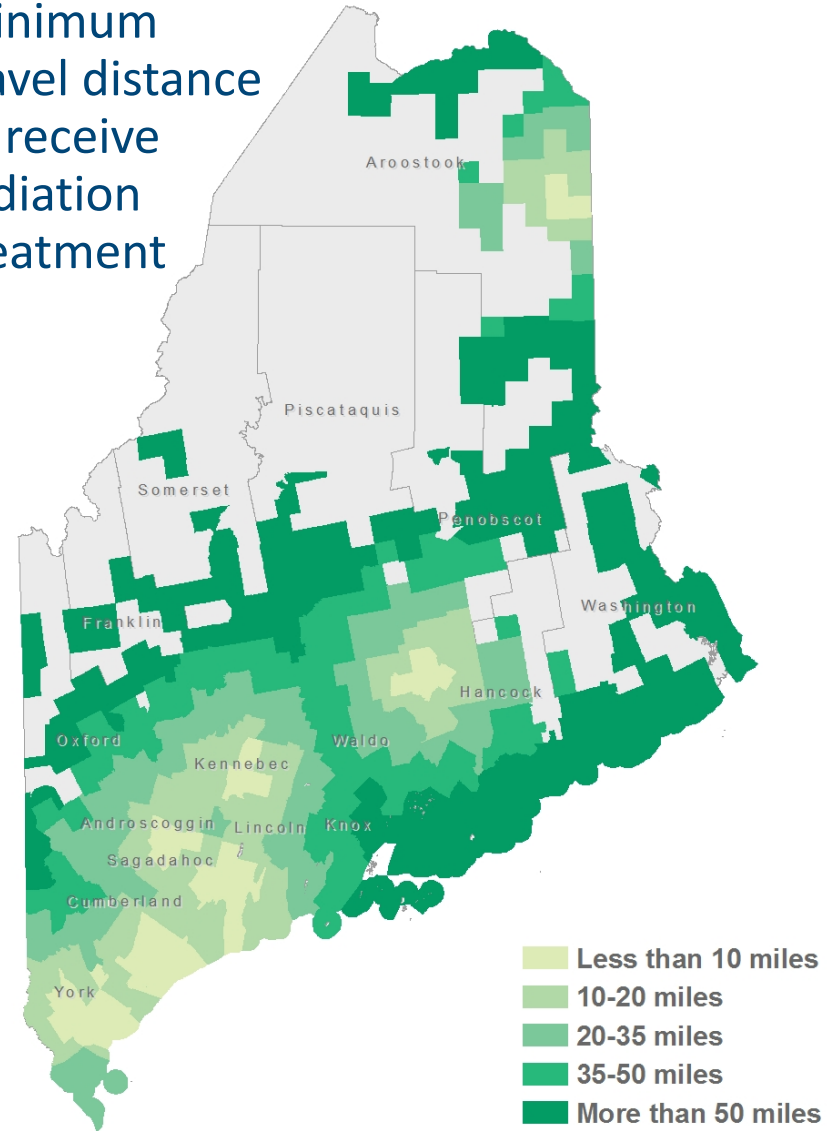 inimum
avel distance
receive
diation
eatment
Aroostook
Piscataquis
Somerset
Penobscot
Franklin
Washington
Hancock
Oxford
Waldo
Kennebec
Androscoggin
Lincoln
Knox
Sagadahoc
Cumberland
York
Less than 10 miles
10-20 miles
20-35 miles
35-50 miles
More than 50 miles